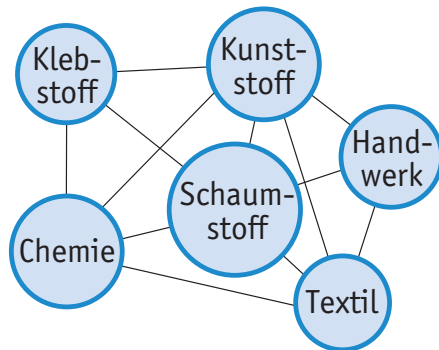 Kleb-
stoff
Kunst-
stoff
Hand-
werk
Schaum-
stoff
Chemie
Textil